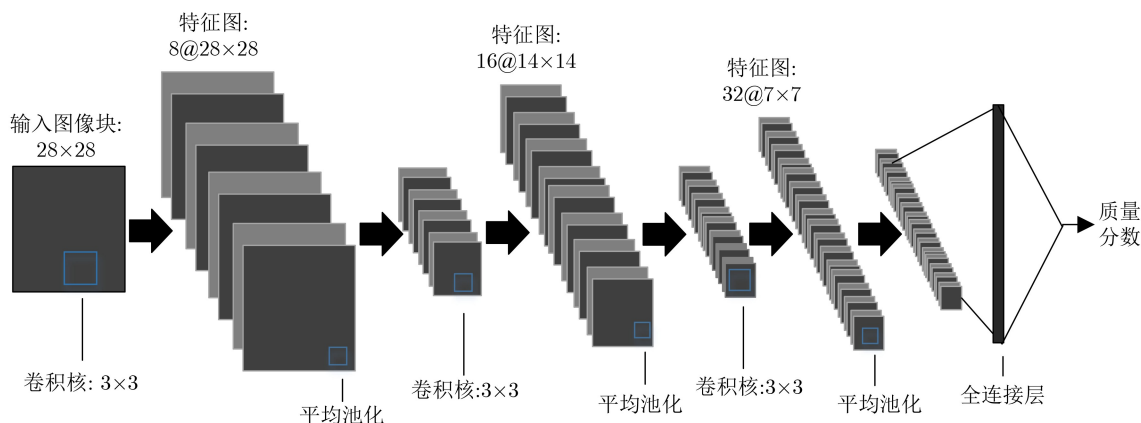 特征图:
8@28×28
特征图:
16@14×14
特征图:
32@7×7
输入图像块:
28×28
质量
分数
卷积核: 3×3
平均池化
卷积核:3×3
平均池化
卷积核:3×3
平均池化
全连接层